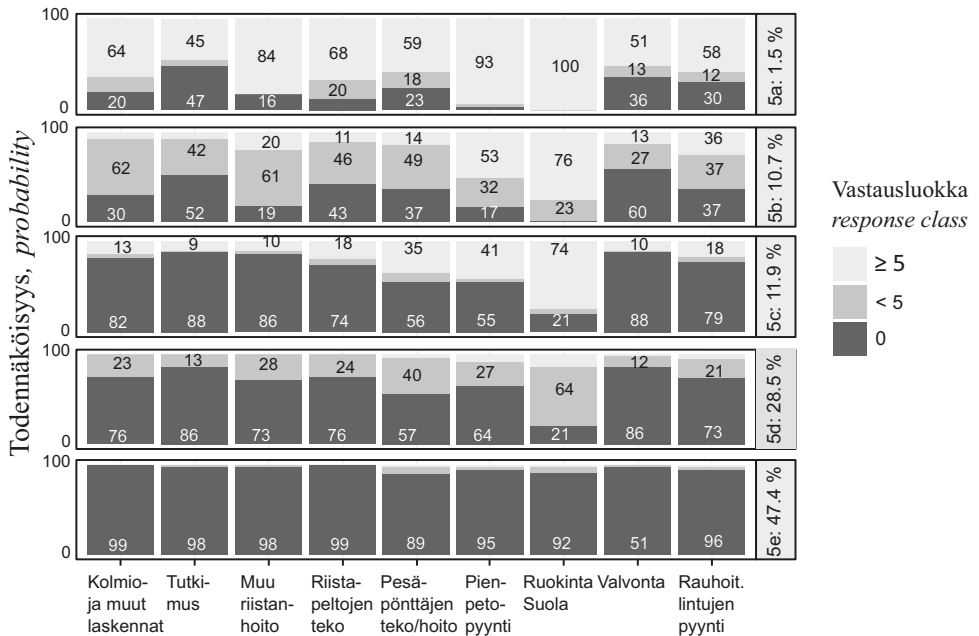 Todennäköisyys, probability
100
64 45 84 68 59 93 100 51 58
20 18 13 12
20 47 16 23 36 30
0
5a: 1.5 %
100
20 11 14 53 76 13 36
62 42 61 46 49 32 27 37
30 52 19 43 37 17 23 60 37
0
5b: 10.7 %
100
13 9 10 18 35 41 74 10 18
82 88 86 74 56 55 21 88 79
0
5c: 11.9 %
100
23 13 28 24 40 27 64 12 21
76 86 73 76 57 64 21 86 73
0
5d: 28.5 %
100
99 98 98 99 89 95 92 51 96
0
5e: 47.4 %
Kolmio-
ja muut
laskennat
Tutki-
mus
Muu
riistan-
hoito
Riista-
peltojen
teko
Pesä-
pönttäjen
teko/hoito
Pien-
peto-
pyynti
Ruokinta
Suola
Valvonta
Rauhoit.
lintujen
pyynti
Vastausluokka
response class
≥ 5
< 5
0